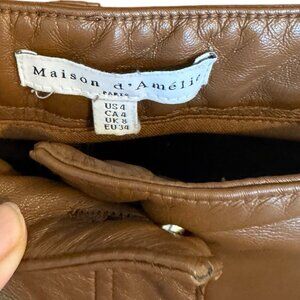 Maison d'Amélie
PARIS
US 4
CA 4
UK 8
EU 34